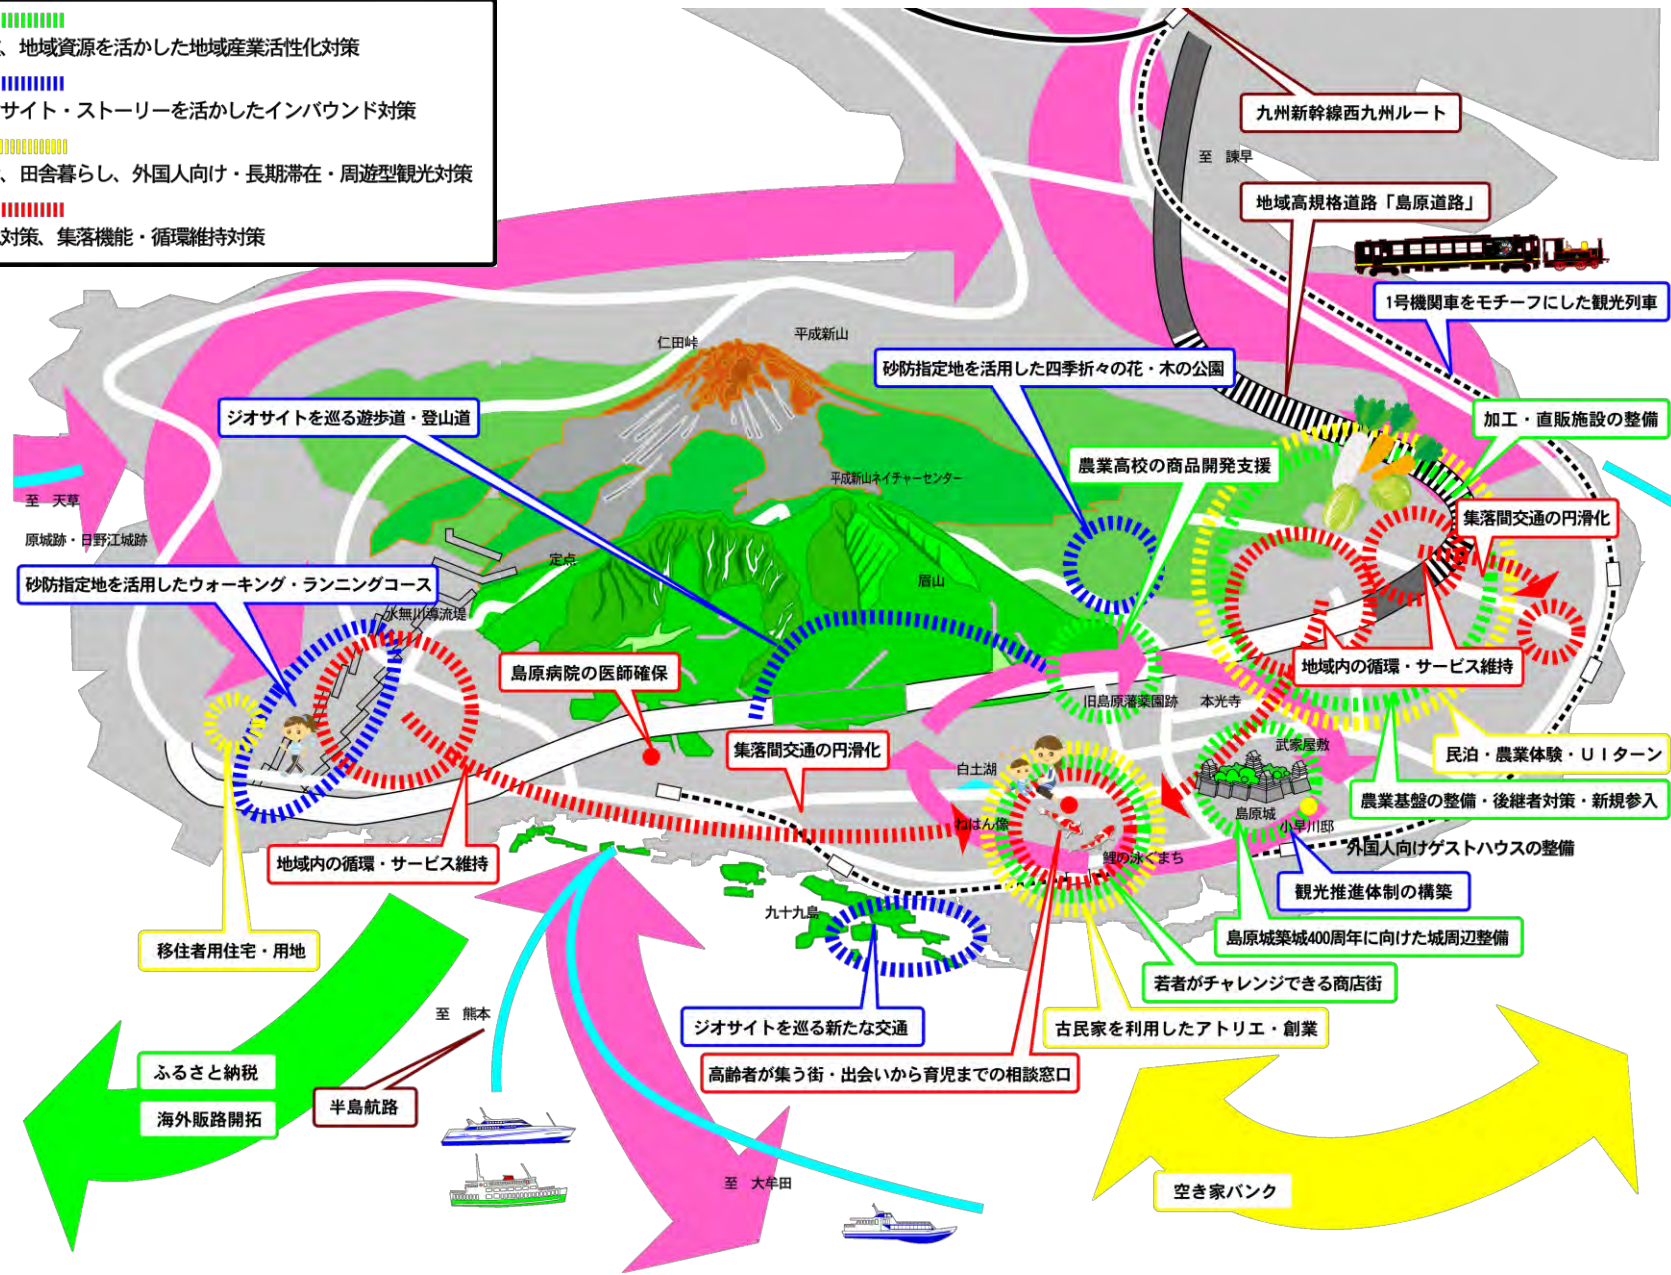 、地域資源を活かした地域産業活性化対策
サイト・ストーリーを活かしたインバウンド対策
、田舎暮らし、外国人向け・長期滞在・周遊型観光対策
対策、集落機能・循環維持対策
九州新幹線西九州ルート
至　諫早
地域高規格道路「島原道路」
1号機関車をモチーフにした観光列車
仁田峠
平成新山
砂防指定地を活用した四季折々の花・木の公園
ジオサイトを巡る遊歩道・登山道
加工・直販施設の整備
農業高校の商品開発支援
平成新山ネイチャーセンター
至　天草
原城跡・日野江城跡
集落間交通の円滑化
定点
眉山
砂防指定地を活用したウォーキング・ランニングコース
水無川導流堤
島原病院の医師確保
地域内の循環・サービス維持
旧島原藩薬園跡
本光寺
集落間交通の円滑化
武家屋敷
民泊・農業体験・UIターン
白土湖
農業基盤の整備・後継者対策・新規参入
島原城
ねはん像
小早川邸
外国人向けゲストハウスの整備
鯉の泳ぐまち
地域内の循環・サービス維持
観光推進体制の構築
九十九島
島原城築城400周年に向けた城周辺整備
移住者用住宅・用地
若者がチャレンジできる商店街
至　熊本
ジオサイトを巡る新たな交通
古民家を利用したアトリエ・創業
ふるさと納税
高齢者が集う街・出会いから育児までの相談窓口
海外販路開拓
半島航路
至　大牟田
空き家バンク